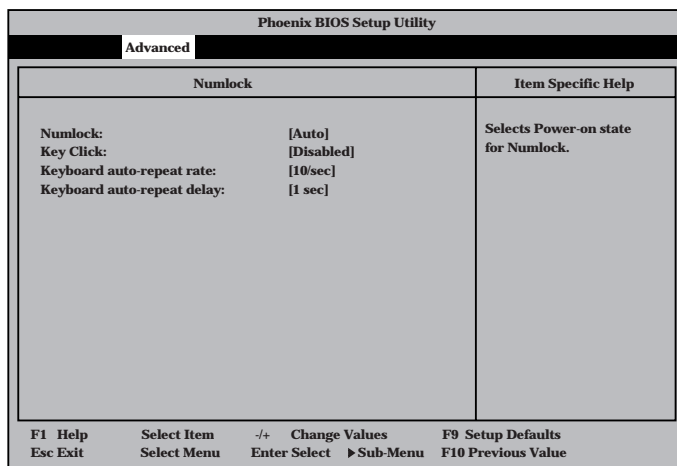 Phoenix BIOS Setup Utility
Advanced
Numlock
Item Specific Help
Numlock: [Auto]
Key Click: [Disabled]
Keyboard auto-repeat rate: [10/sec]
Keyboard auto-repeat delay: [1 sec]
Selects Power-on state
for Numlock.
F1 Help Select Item -/+ Change Values F9 Setup Defaults
Esc Exit Select Menu Enter Select ▶Sub-Menu F10 Previous Value